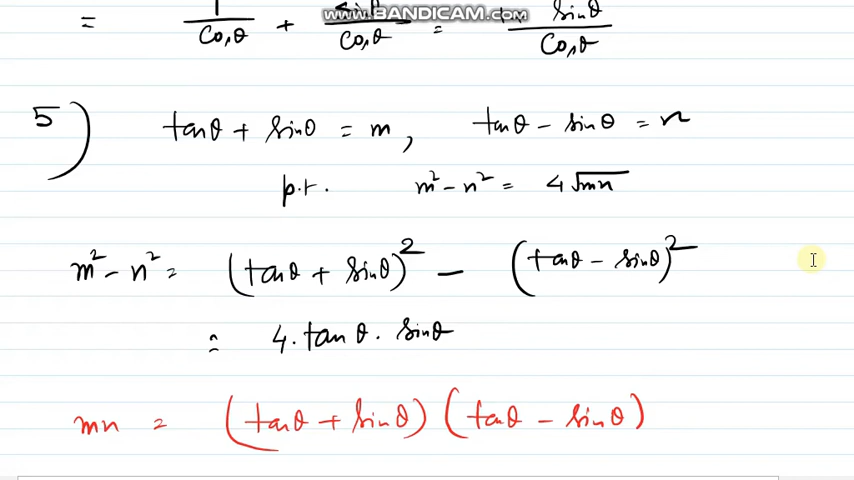 www.BANDICAM.com
= 1/cosθ + sinθ/cosθ = sinθ/cosθ
5) tanθ + sinθ = m, tanθ - sinθ = n
p.t. m² - n² = 4√mn
m² - n² = (tanθ + sinθ)² - (tanθ - sinθ)²
= 4. tanθ. sinθ
mn = (tanθ + sinθ)(tanθ - sinθ)